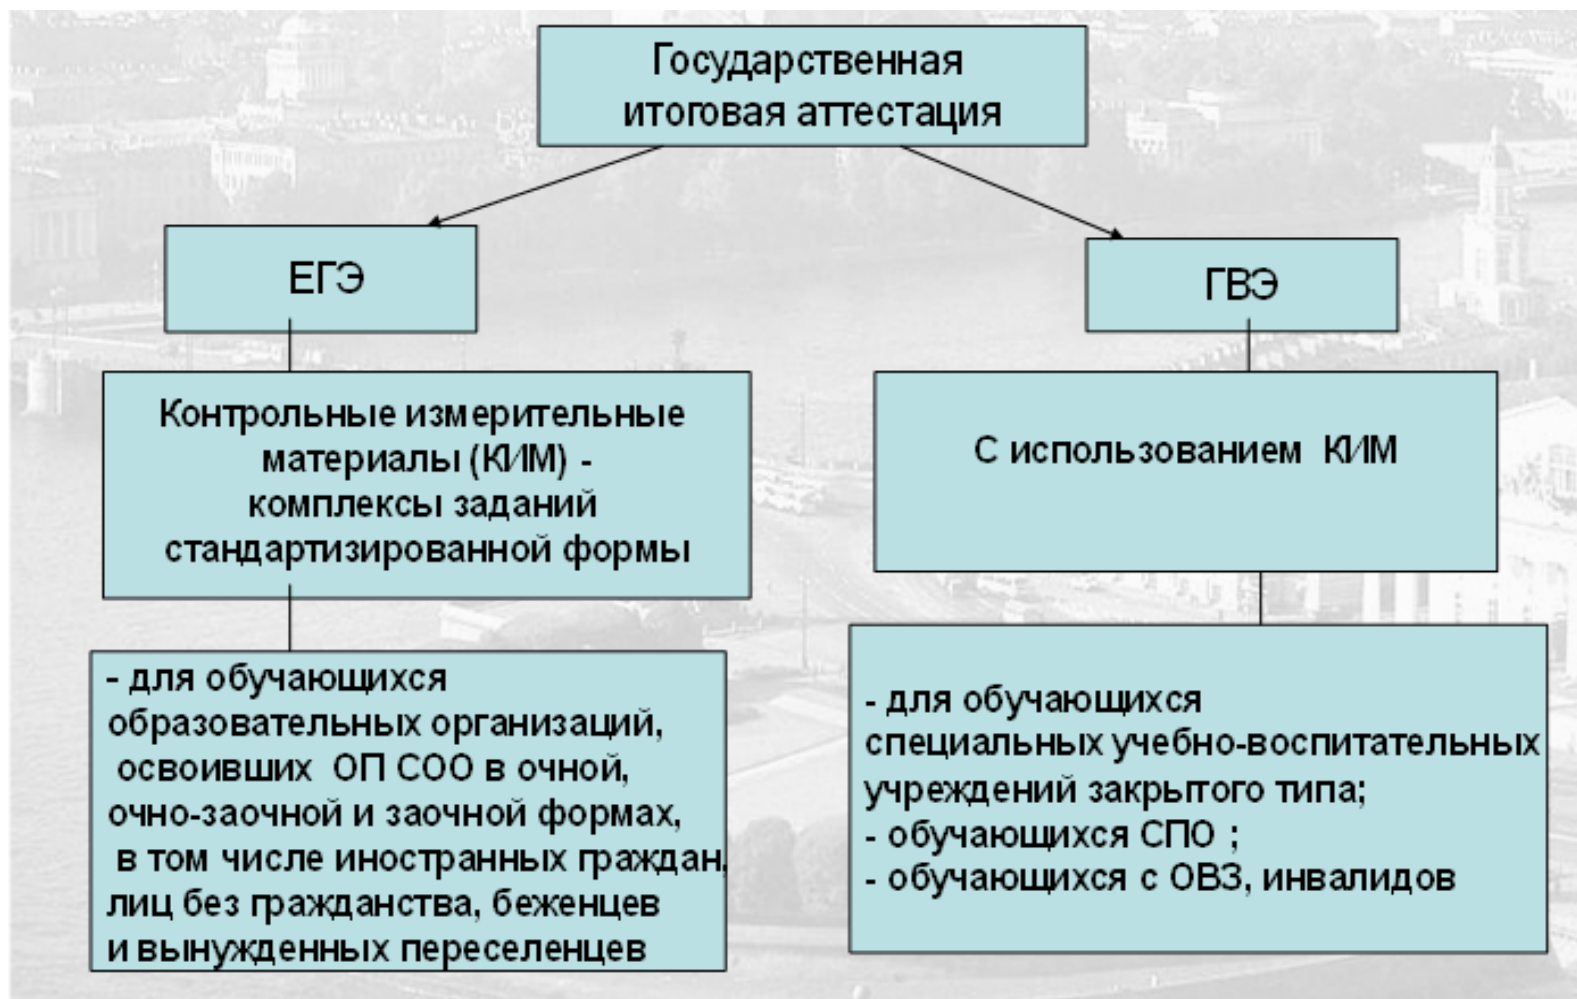 Государственная
итоговая аттестация
ЕГЭ
ГВЭ
Контрольные измерительные
материалы (КИМ) -
комплексы заданий
стандартизированной формы
С использованием КИМ
- для обучающихся
образовательных организаций,
освоивших ОП СОО в очной,
очно-заочной и заочной формах,
в том числе иностранных граждан,
лиц без гражданства, беженцев
и вынужденных переселенцев
- для обучающихся
специальных учебно-воспитательных
учреждений закрытого типа;
- обучающихся СПО ;
- обучающихся с ОВЗ, инвалидов